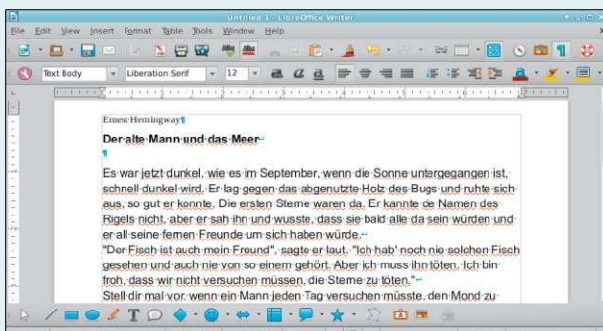 Untitled 1 - LibreOffice Writer
File Edit View Insert Format Table Tools Window Help
Text Body Liberation Serif 12
Ernes·Hemingway¶
Der·alte·Mann·und·das·Meer
¶
Es·war·jetzt·dunkel,·wie·es·im·September,·wenn·die·Sonne·untergegangen·ist,·
schnell·dunkel·wird.·Er·lag·gegen·das·abgenutzte·Holz·des·Bugs·und·ruhte·sich·
aus,·so·gut·er·konnte.·Die·ersten·Sterne·waren·da.·Er·kannte·de·Namen·des·
Rigels·nicht,·aber·er·sah·ihn·und·wusste,·dass·sie·bald·alle·da·sein·würden·und·
er·all·seine·fernen·Freunde·um·sich·haben·würde.
"Der·Fisch·ist·auch·mein·Freund",·sagte·er·laut.·"Ich·hab'·noch·nie·solchen·Fisch·
gesehen·und·auch·nie·von·so·einem·gehört.·Aber·ich·muss·ihn·töten.·Ich·bin·
froh,·dass·wir·nicht·versuchen·müssen,·die·Sterne·zu·töten."
Stell·dir·mal·vor,·wenn·ein·Mann·jeden·Tag·versuchen·müsste,·den·Mond·zu·